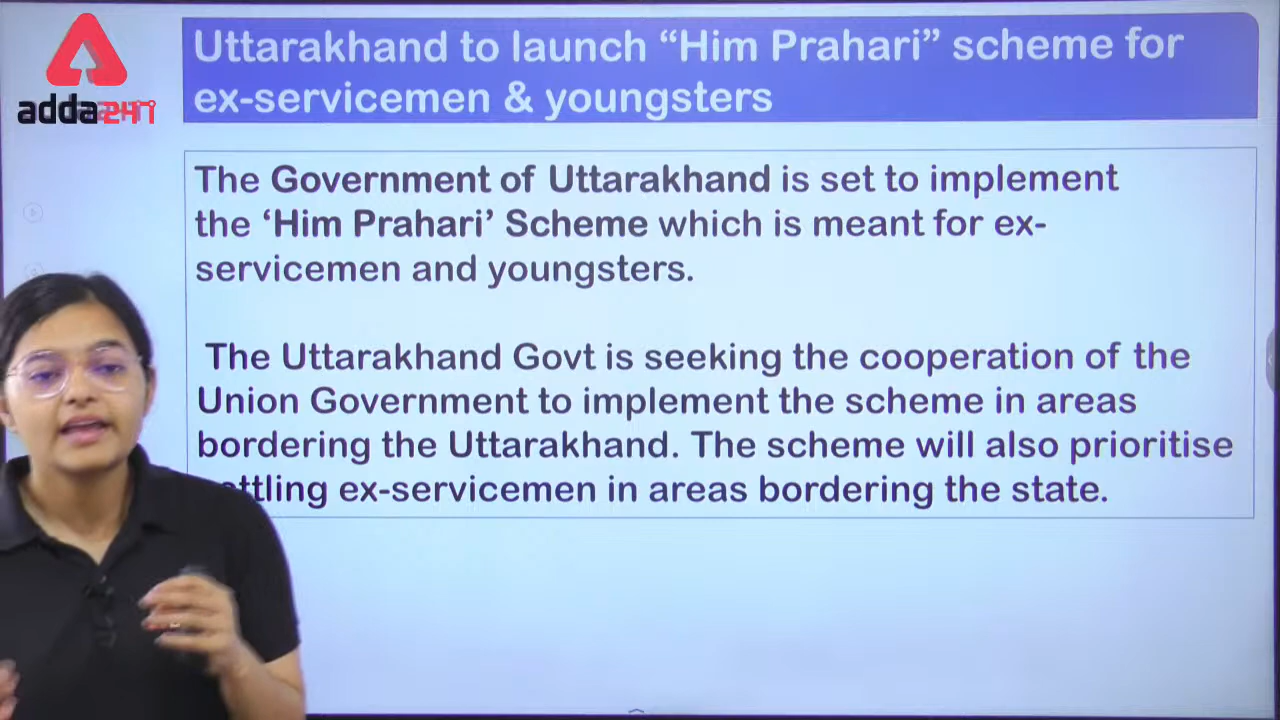 adda247
Uttarakhand to launch “Him Prahari” scheme for
ex-servicemen & youngsters
The Government of Uttarakhand is set to implement
the ‘Him Prahari’ Scheme which is meant for ex-
servicemen and youngsters.
The Uttarakhand Govt is seeking the cooperation of the
Union Government to implement the scheme in areas
bordering the Uttarakhand. The scheme will also prioritise
ettling ex-servicemen in areas bordering the state.